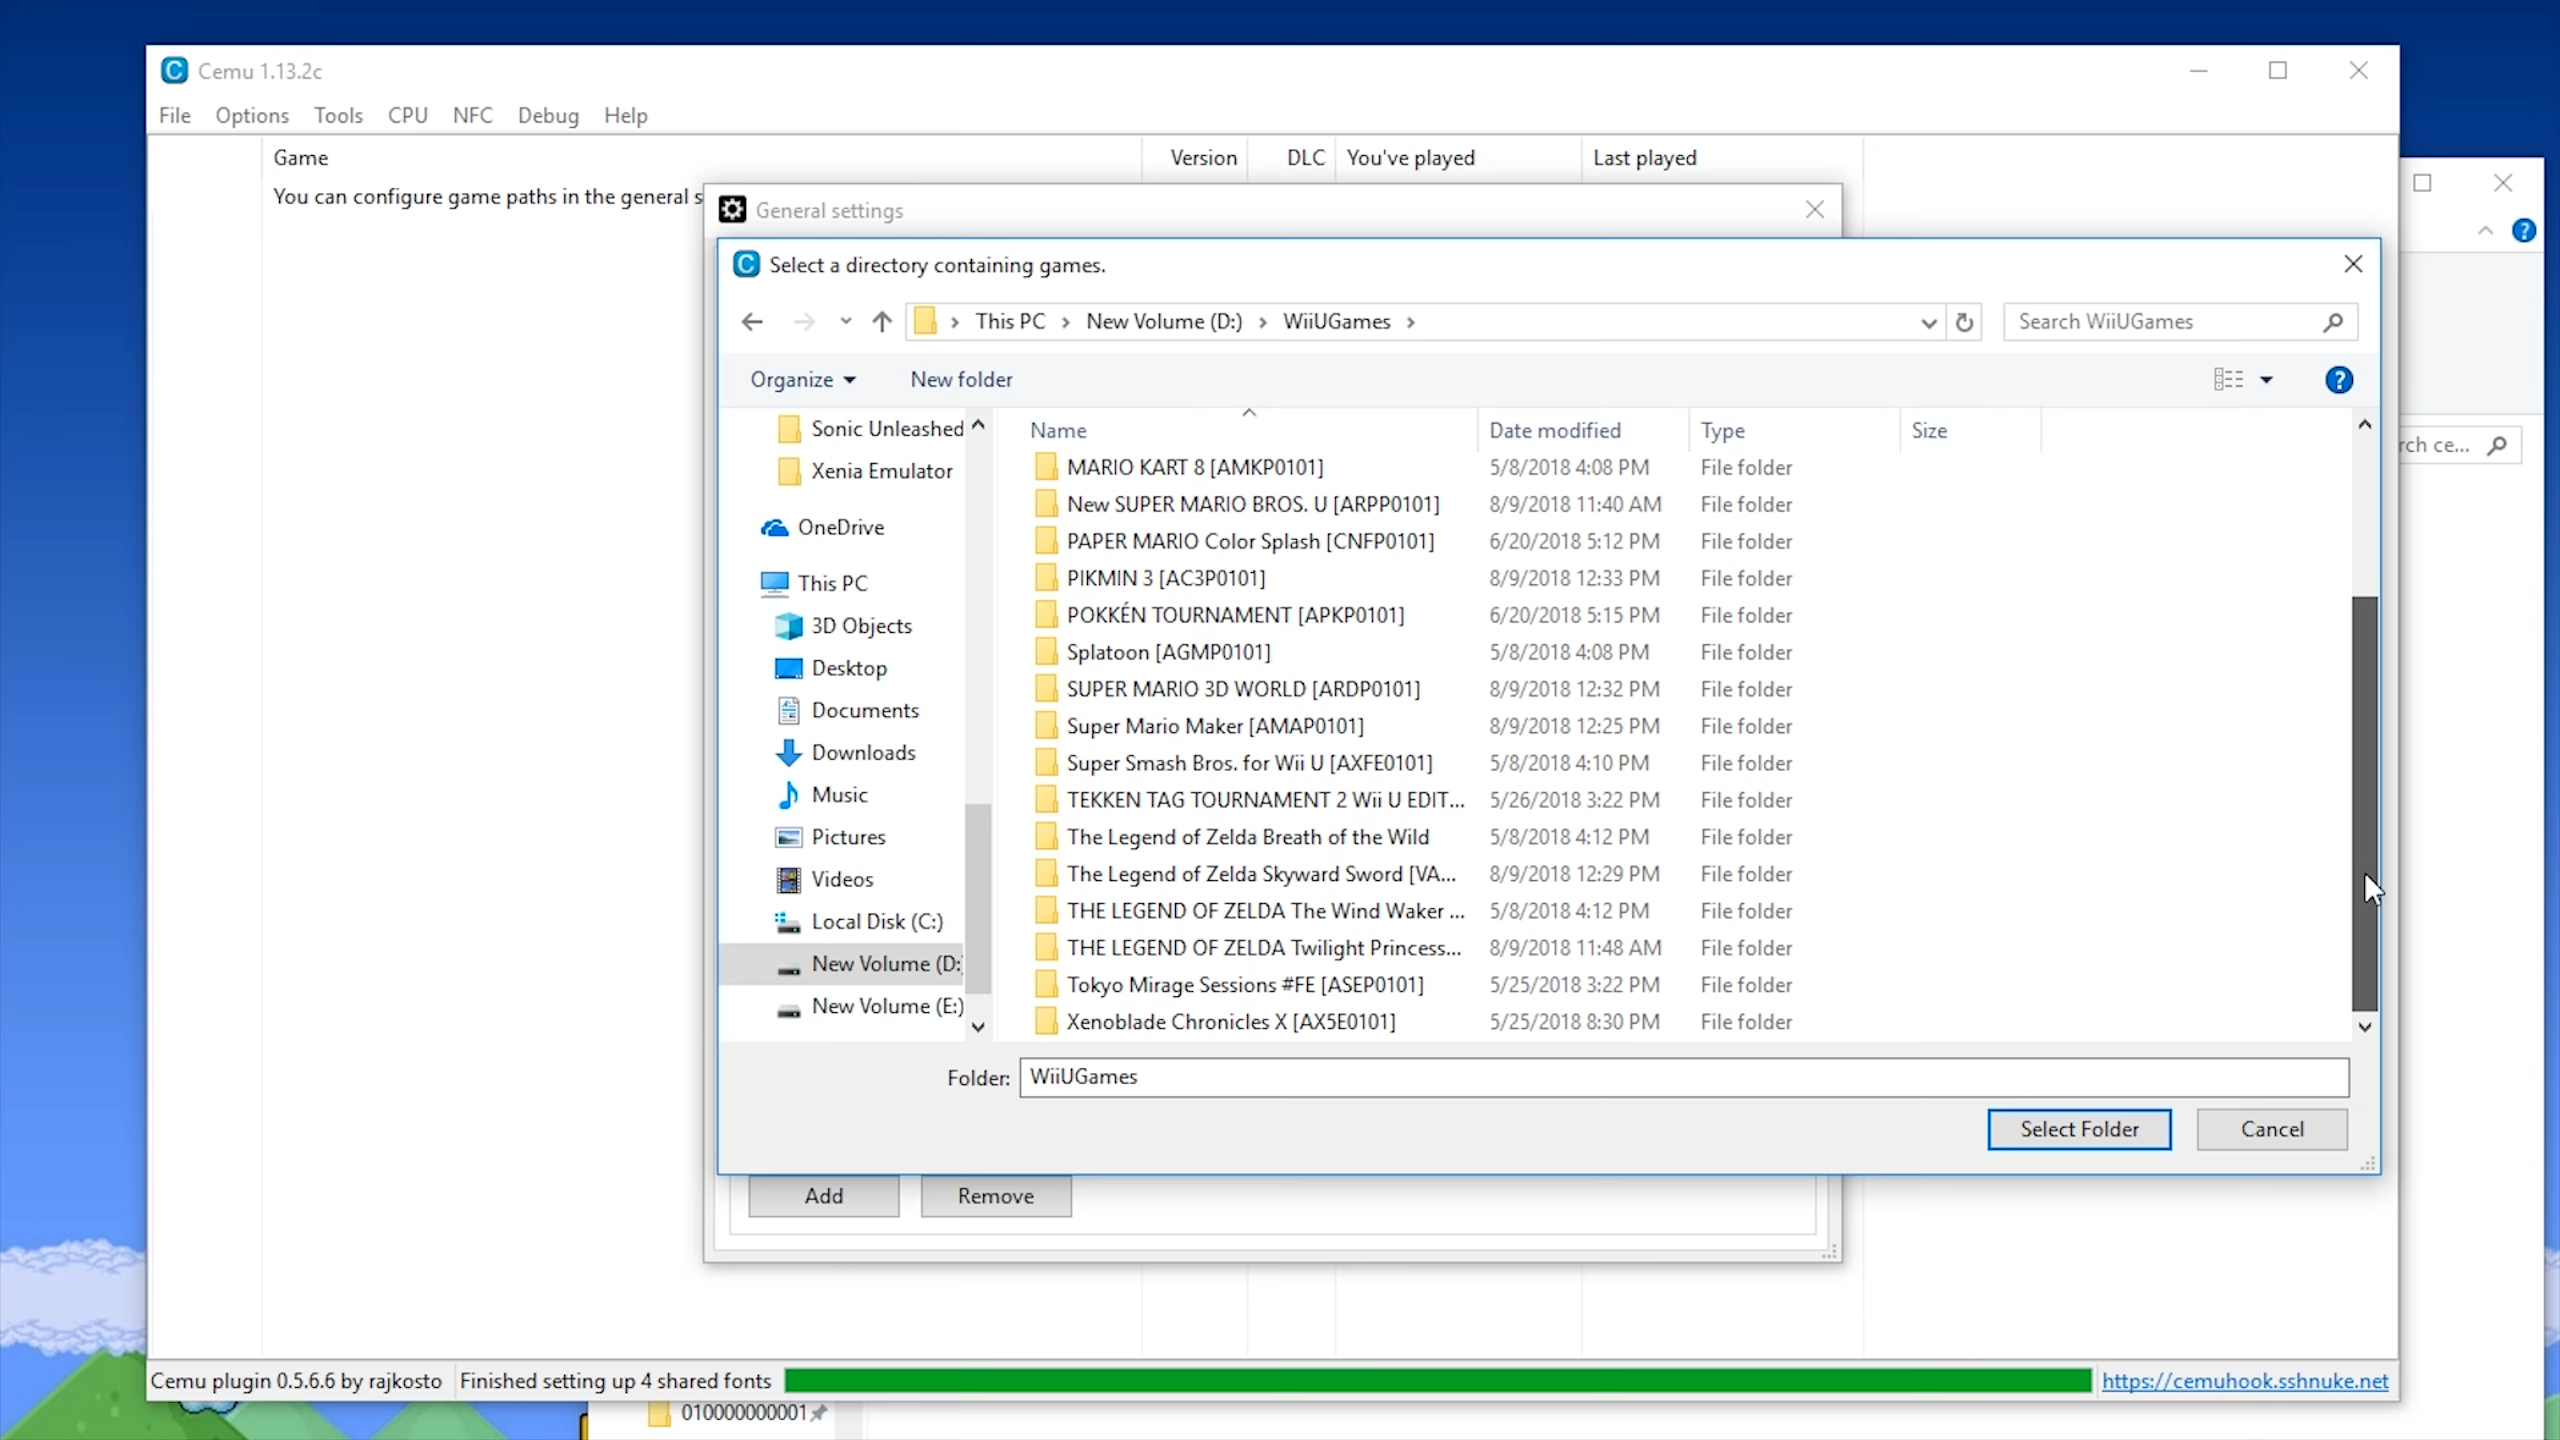 Cemu 1.13.2c
File Options Tools CPU NFC Debug Help
Game Version DLC You've played Last played
You can configure game paths in the general s
General settings
Select a directory containing games.
This PC › New Volume (D:) › WiiUGames ›
Search WiiUGames
Organize New folder
Name Date modified Type Size
Sonic Unleashed
Xenia Emulator
OneDrive
This PC
3D Objects
Desktop
Documents
Downloads
Music
Pictures
Videos
Local Disk (C:)
New Volume (D:
New Volume (E:)
MARIO KART 8 [AMKP0101] 5/8/2018 4:08 PM File folder
New SUPER MARIO BROS. U [ARPP0101] 8/9/2018 11:40 AM File folder
PAPER MARIO Color Splash [CNFP0101] 6/20/2018 5:12 PM File folder
PIKMIN 3 [AC3P0101] 8/9/2018 12:33 PM File folder
POKKÉN TOURNAMENT [APKP0101] 6/20/2018 5:15 PM File folder
Splatoon [AGMP0101] 5/8/2018 4:08 PM File folder
SUPER MARIO 3D WORLD [ARDP0101] 8/9/2018 12:32 PM File folder
Super Mario Maker [AMAP0101] 8/9/2018 12:25 PM File folder
Super Smash Bros. for Wii U [AXFE0101] 5/8/2018 4:10 PM File folder
TEKKEN TAG TOURNAMENT 2 Wii U EDIT... 5/26/2018 3:22 PM File folder
The Legend of Zelda Breath of the Wild 5/8/2018 4:12 PM File folder
The Legend of Zelda Skyward Sword [VA... 8/9/2018 12:29 PM File folder
THE LEGEND OF ZELDA The Wind Waker ... 5/8/2018 4:12 PM File folder
THE LEGEND OF ZELDA Twilight Princess... 8/9/2018 11:48 AM File folder
Tokyo Mirage Sessions #FE [ASEP0101] 5/25/2018 3:22 PM File folder
Xenoblade Chronicles X [AX5E0101] 5/25/2018 8:30 PM File folder
rch ce...
Folder: WiiUGames
Select Folder Cancel
Add Remove
Cemu plugin 0.5.6.6 by rajkosto Finished setting up 4 shared fonts https://cemuhook.sshnuke.net
010000000001